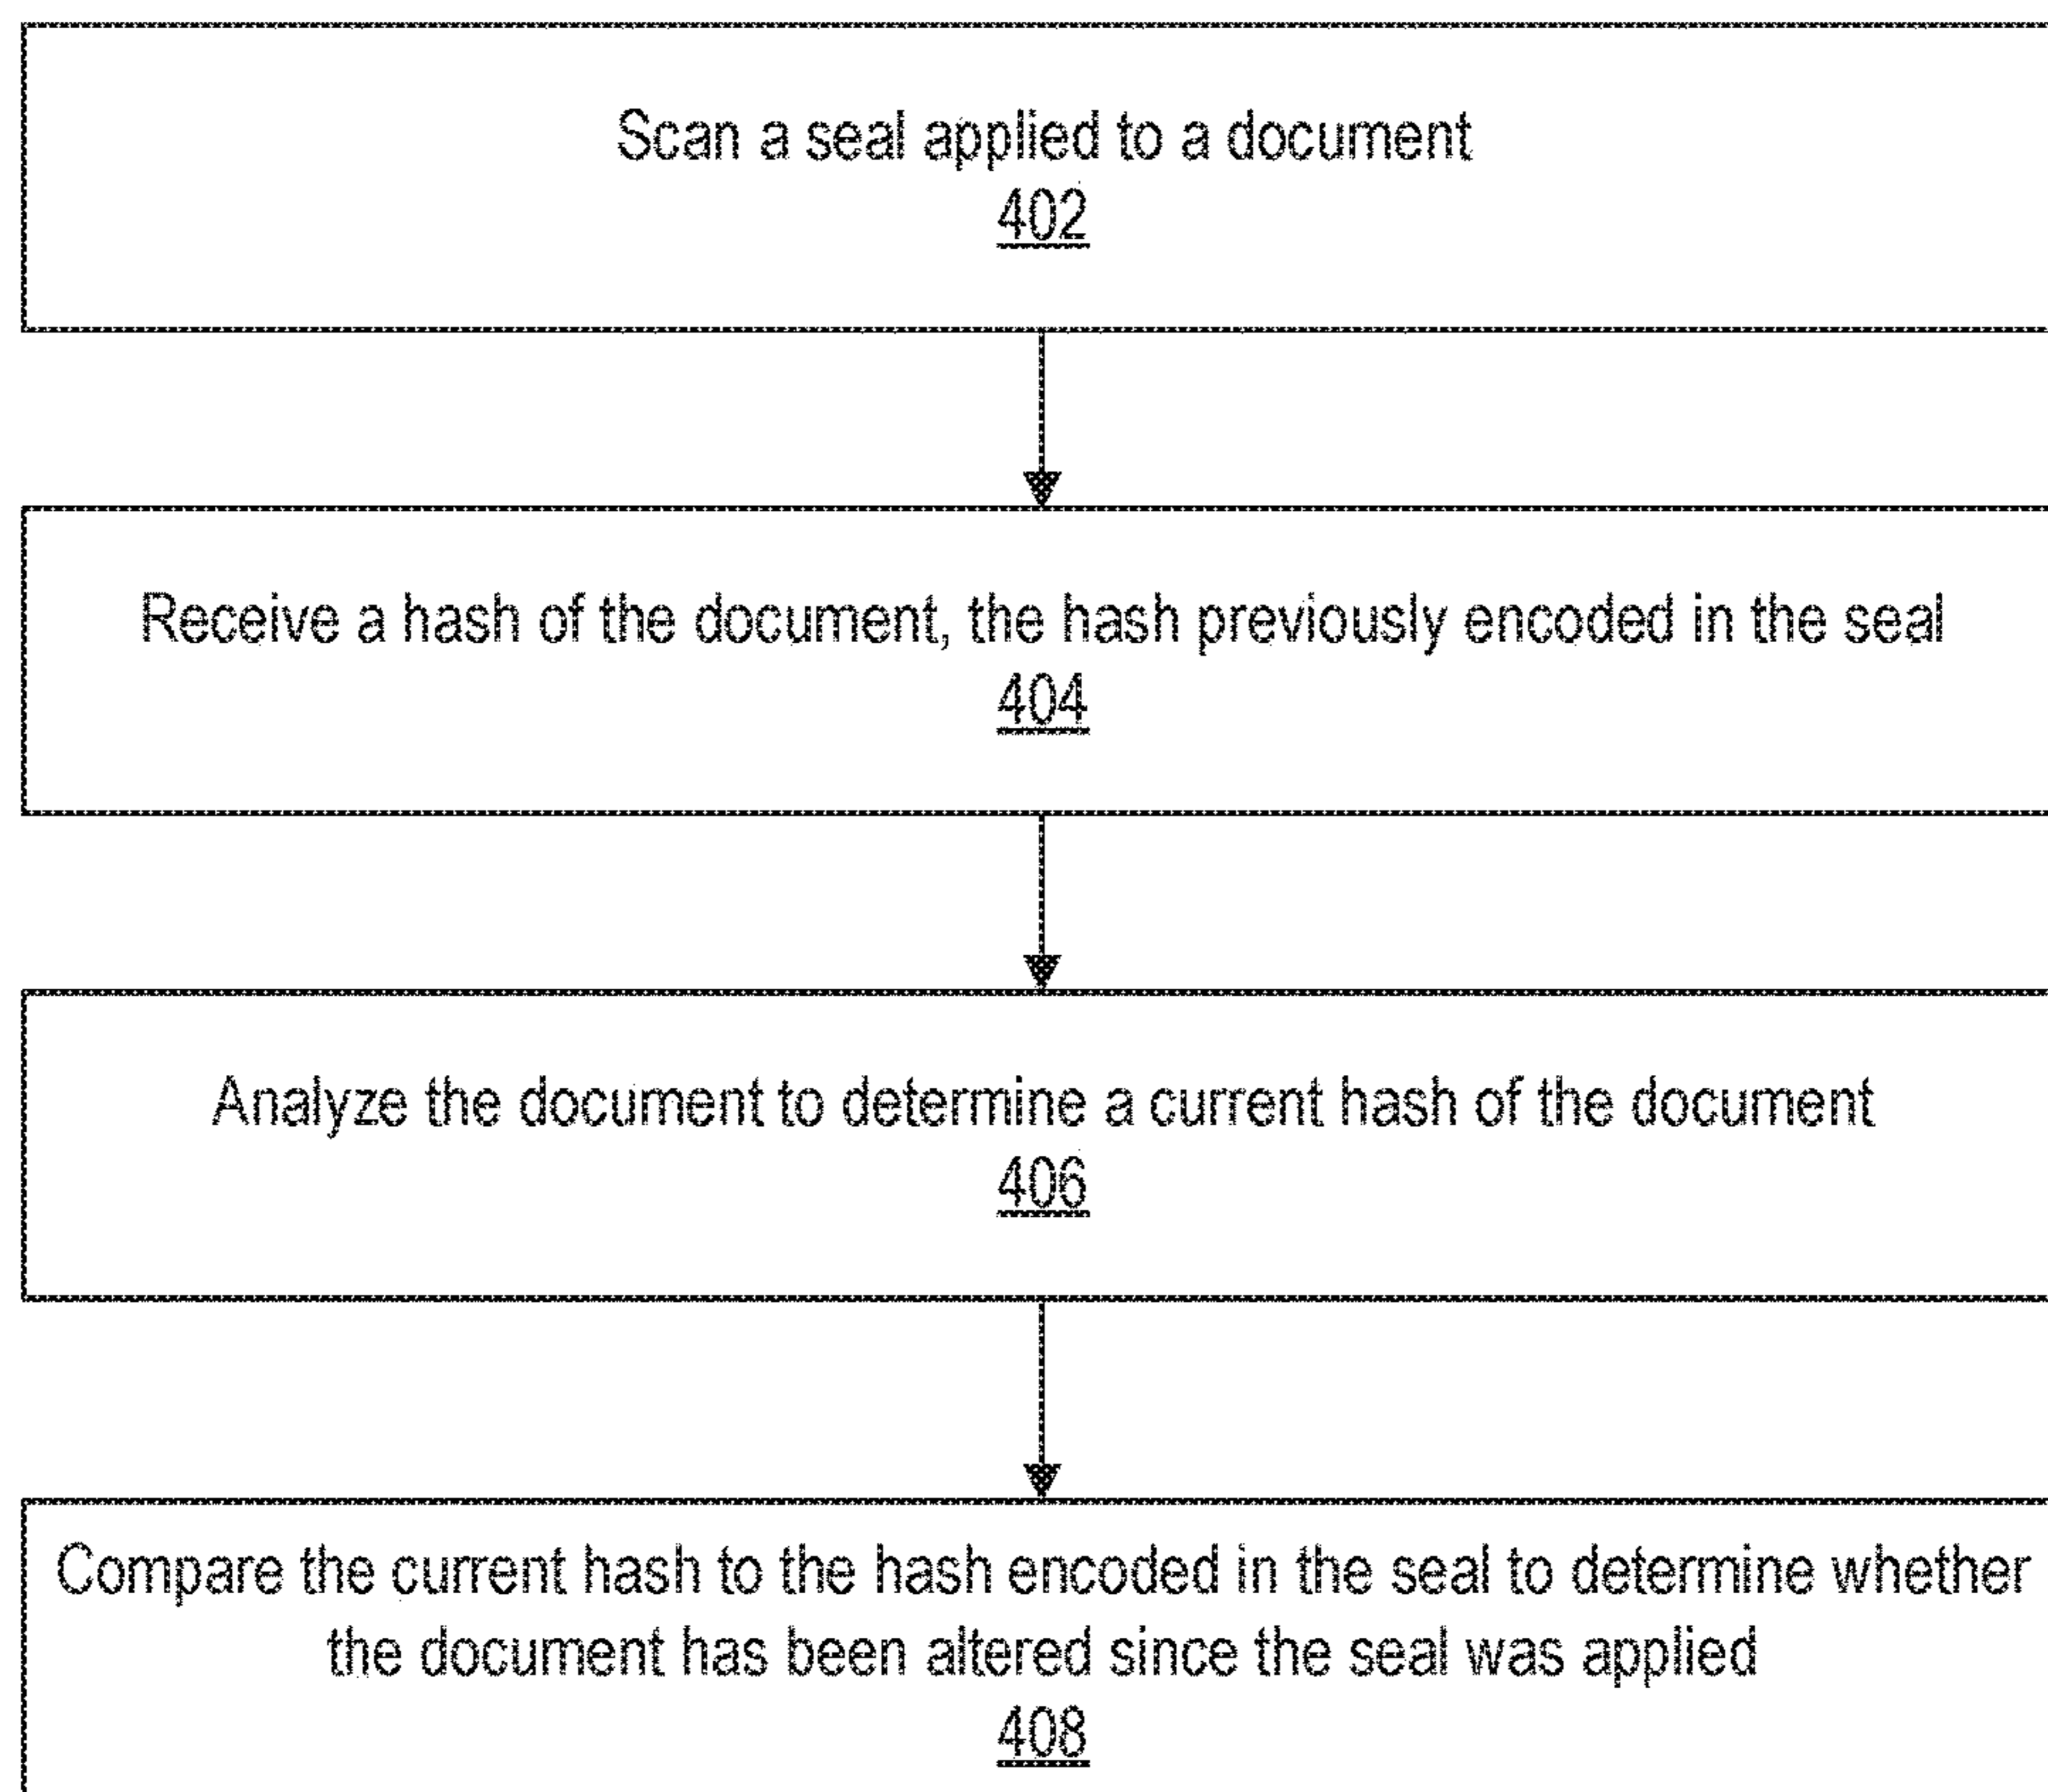 Scan a seal applied to a document
402
Receive a hash of the document, the hash previously encoded in the seal
404
Analyze the document to determine a current hash of the document
406
Compare the current hash to the hash encoded in the seal to determine whether
the document has been altered since the seal was applied
408